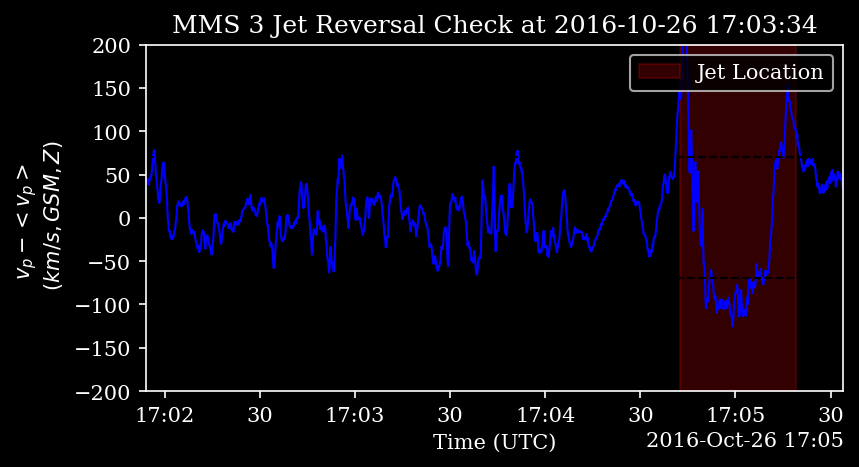 MMS 3 Jet Reversal Check at 2016-10-26 17:03:34
200
150
100
50
0
−50
−100
−150
−200
v_p − < v_p >
(km/s, GSM, Z)
Jet Location
17:02 30 17:03 30 17:04 30 17:05 30
Time (UTC)
2016-Oct-26 17:05